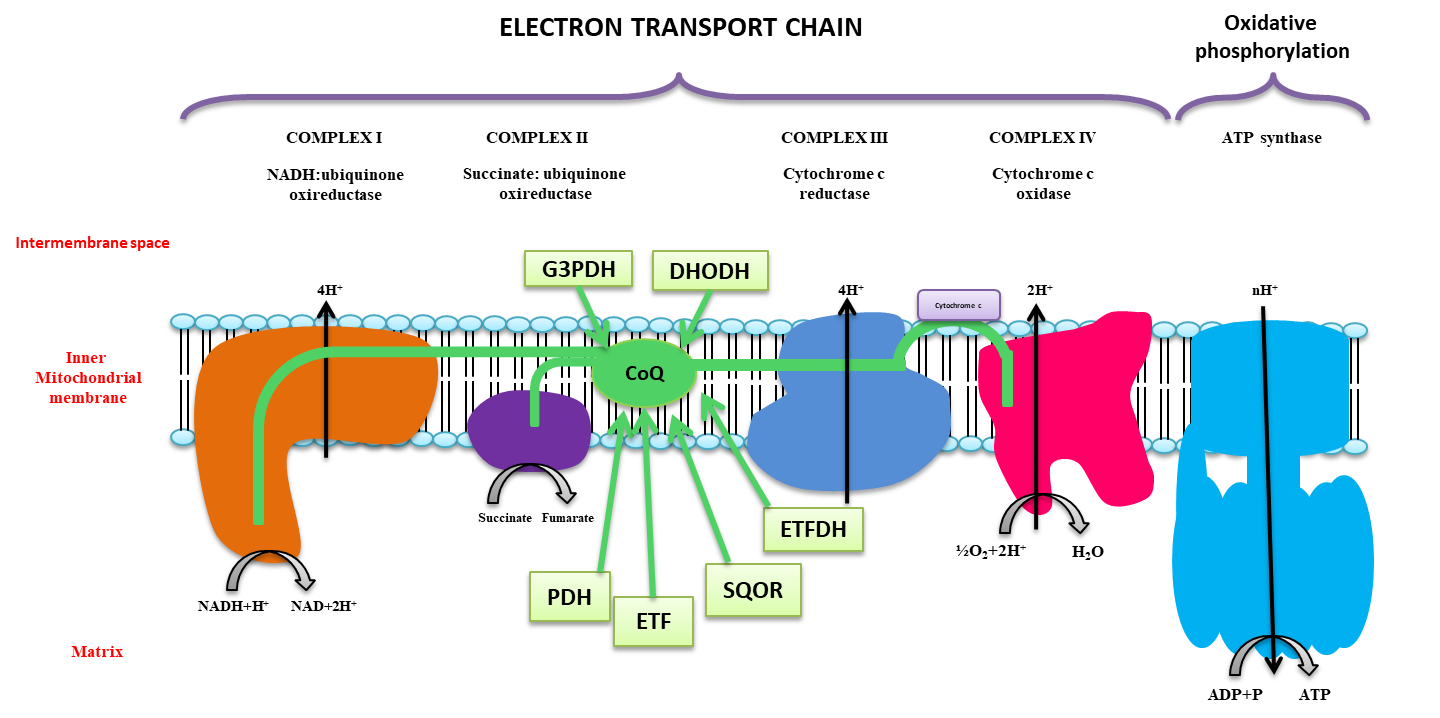 ELECTRON TRANSPORT CHAIN
Oxidative
phosphorylation
COMPLEX I
NADH:ubiquinone
oxireductase
COMPLEX II
Succinate: ubiquinone
oxireductase
COMPLEX III
Cytochrome c
reductase
COMPLEX IV
Cytochrome c
oxidase
ATP synthase
Intermembrane space
G3PDH
DHODH
4H⁺
4H⁺
Cytochrome c
2H⁺
nH⁺
Inner
Mitochondrial
membrane
CoQ
Succinate
Fumarate
ETFDH
PDH
ETF
SQOR
½O₂+2H⁺
H₂O
NADH+H⁺
NAD+2H⁺
Matrix
ADP+P
ATP